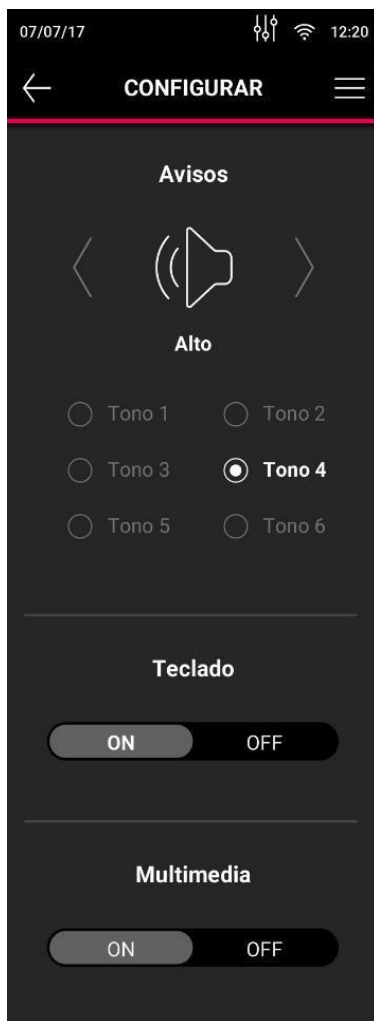 07/07/17 12:20
CONFIGURAR
Avisos
Alto
Tono 1 Tono 2
Tono 3 Tono 4
Tono 5 Tono 6
Teclado
ON OFF
Multimedia
ON OFF